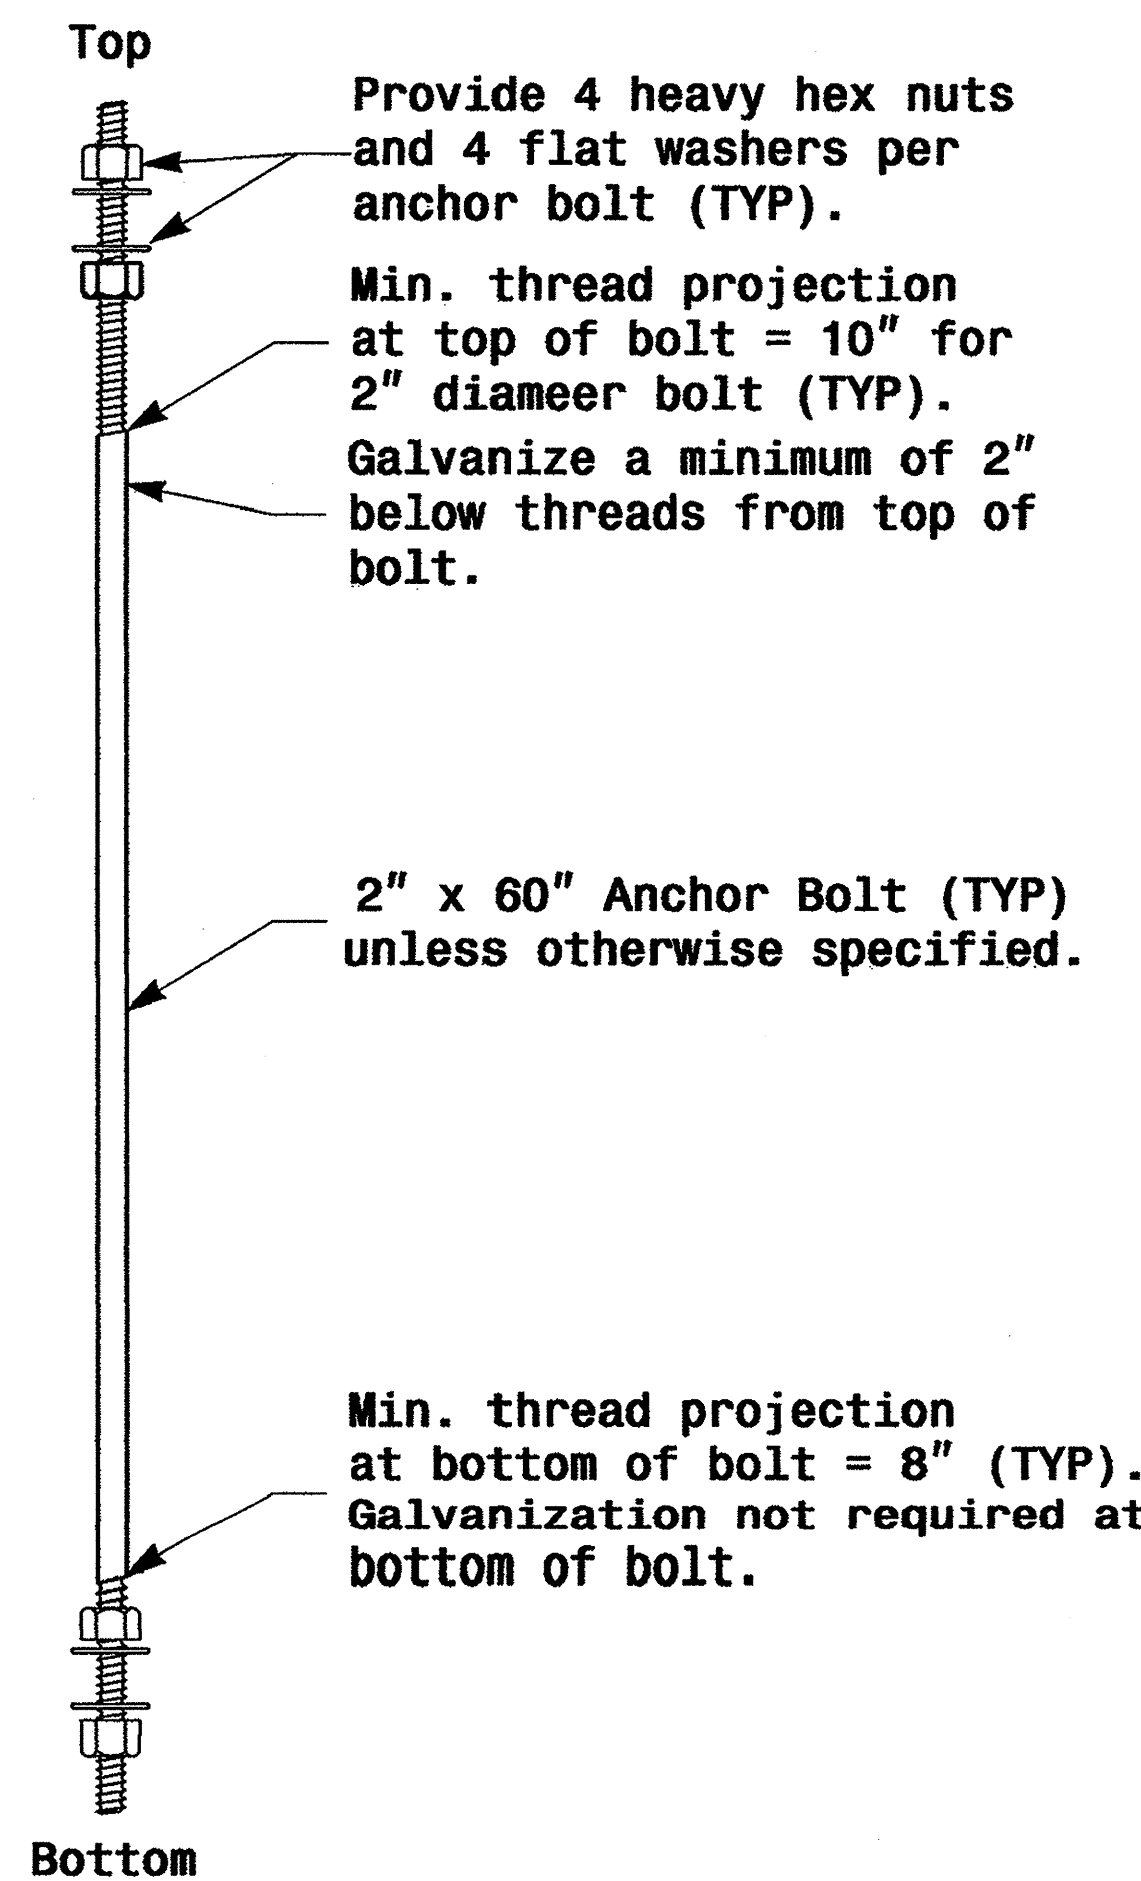 Top
Provide 4 heavy hex nuts
and 4 flat washers per
anchor bolt (TYP).
Min. thread projection
at top of bolt = 10" for
2" diameer bolt (TYP).
Galvanize a minimum of 2"
below threads from top of
bolt.
2" x 60" Anchor Bolt (TYP)
unless otherwise specified.
Min. thread projection
at bottom of bolt = 8" (TYP).
Galvanization not required at
bottom of bolt.
Bottom